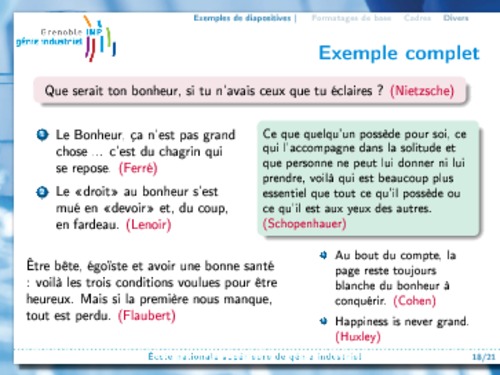 Grenoble INP
génie industriel
Exemples de diapositives | Formatages de base Cadres Divers
Exemple complet
Que serait ton bonheur, si tu n'avais ceux que tu éclaires ? (Nietzsche)
1 Le Bonheur, ça n'est pas grand
chose ... c'est du chagrin qui
se repose. (Ferré)
2 Le «droit» au bonheur s'est
mué en «devoir» et, du coup,
en fardeau. (Lenoir)
Ce que quelqu'un possède pour soi, ce
qui l'accompagne dans la solitude et
que personne ne peut lui donner ni lui
prendre, voilà qui est beaucoup plus
essentiel que tout ce qu'il possède ou
ce qu'il est aux yeux des autres.
(Schopenhauer)
Être bête, égoïste et avoir une bonne santé
: voilà les trois conditions voulues pour être
heureux. Mais si la première nous manque,
tout est perdu. (Flaubert)
Au bout du compte, la
page reste toujours
blanche du bonheur à
conquérir. (Cohen)
Happiness is never grand.
(Huxley)
École nationale supérieure de génie industriel
18/21